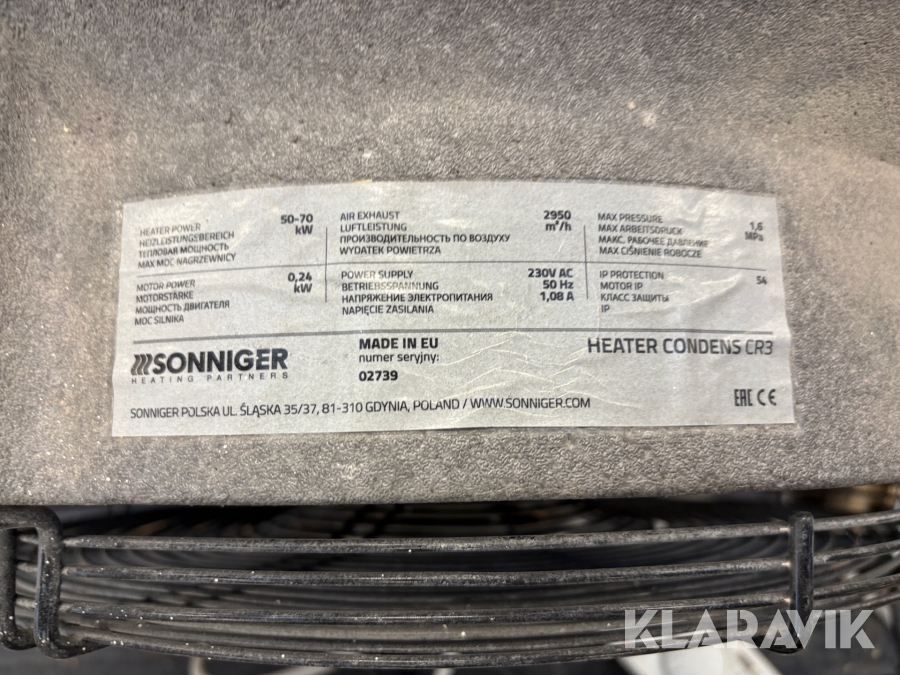 HEATER POWER
HEIZLEISTUNGSBEREICH
ТЕПЛОВАЯ МОЩНОСТЬ
MAX MOC NAGRZEWNICY
50-70
kW
AIR EXHAUST
LUFTLEISTUNG
ПРОИЗВОДИТЕЛЬНОСТЬ ПО ВОЗДУХУ
WYDATEK POWIETRZA
2950
m³/h
MAX PRESSURE
MAX ARBEITSDRUCK
МАКС. РАБОЧЕЕ ДАВЛЕНИЕ
MAX CIŚNIENIE ROBOCZE
1,6
MPa
MOTOR POWER
MOTORSTÄRKE
МОЩНОСТЬ ДВИГАТЕЛЯ
MOC SILNIKA
0,24
kW
POWER SUPPLY
BETRIEBSSPANNUNG
НАПРЯЖЕНИЕ ЭЛЕКТРОПИТАНИЯ
NAPIĘCIE ZASILANIA
230V AC
50 Hz
1,08 A
IP PROTECTION
MOTOR IP
КЛАСС ЗАЩИТЫ
IP
54
SONNIGER
HEATING PARTNERS
MADE IN EU
numer seryjny:
02739
HEATER CONDENS CR3
SONNIGER POLSKA UL. ŚLĄSKA 35/37, 81-310 GDYNIA, POLAND / WWW.SONNIGER.COM
EAC CE
KLARAVIK